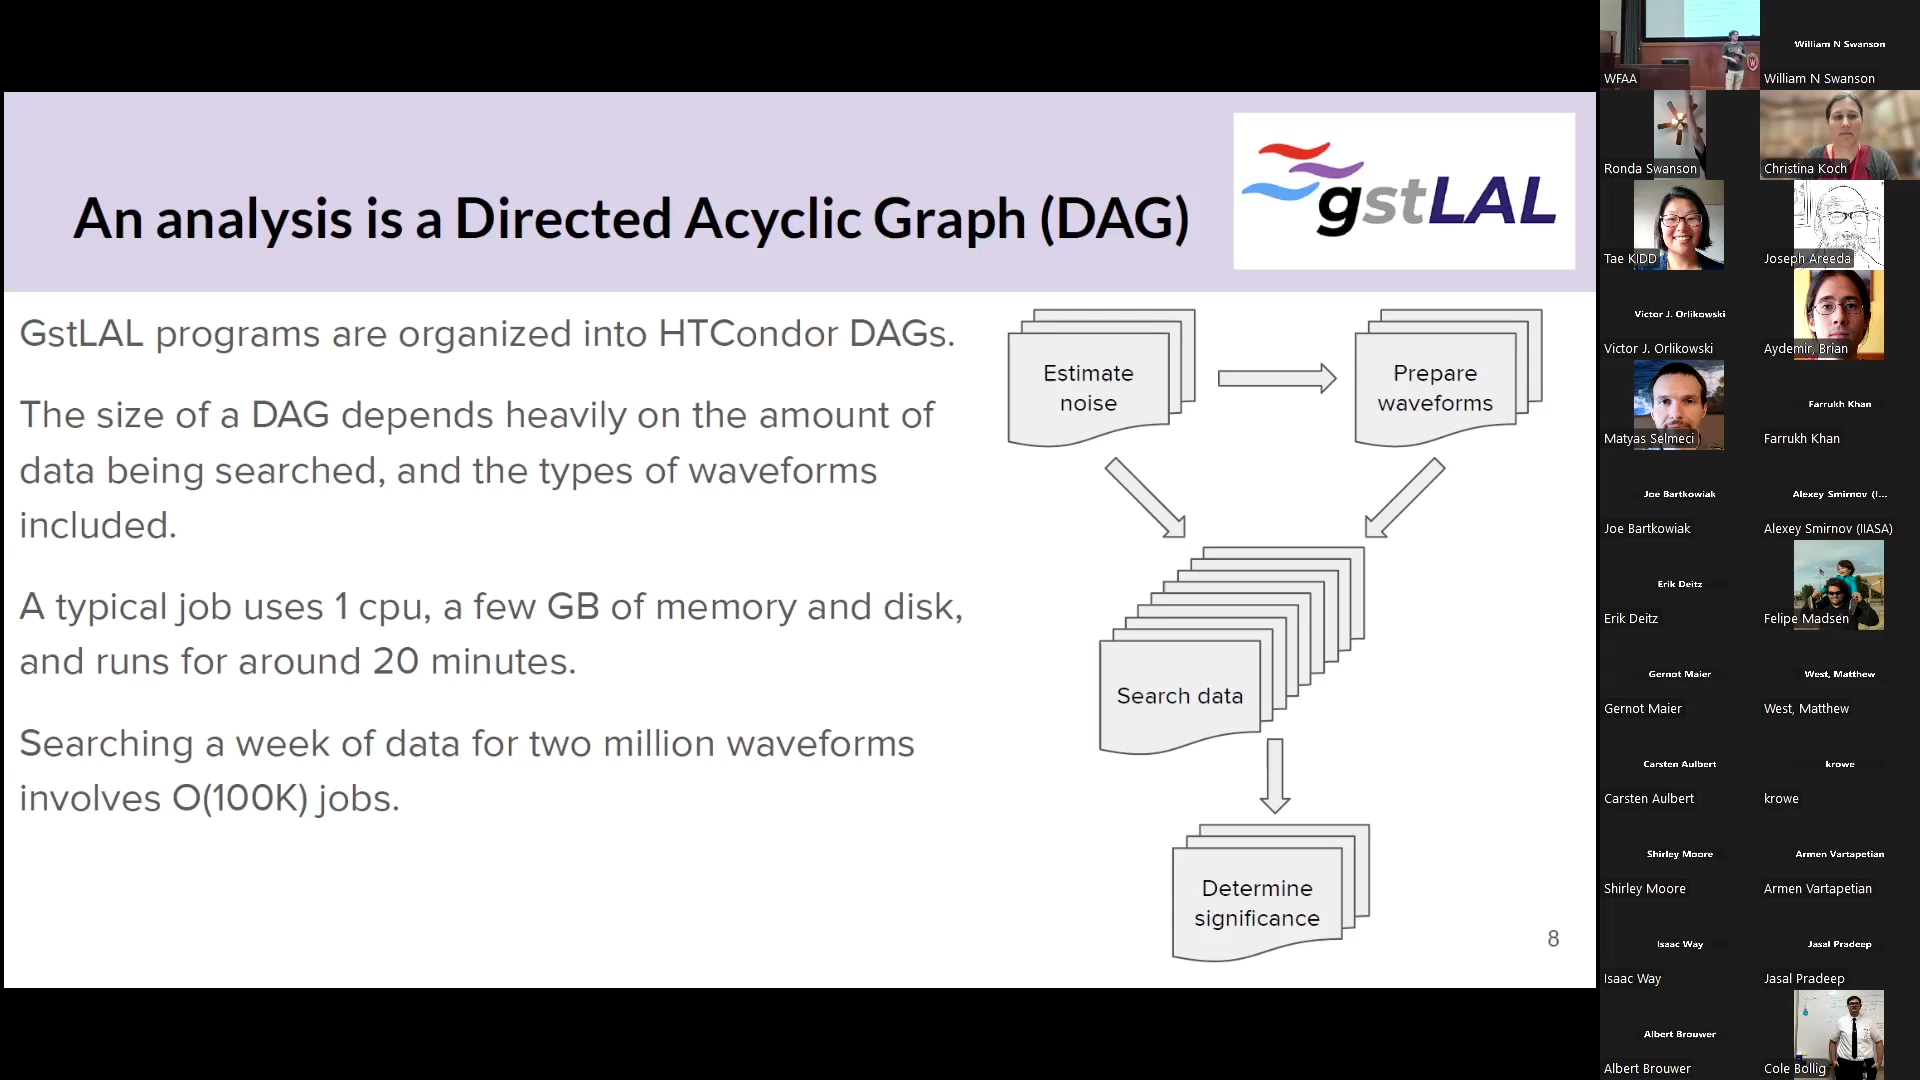 An analysis is a Directed Acyclic Graph (DAG)
gstLAL
GstLAL programs are organized into HTCondor DAGs.
The size of a DAG depends heavily on the amount of
data being searched, and the types of waveforms
included.
A typical job uses 1 cpu, a few GB of memory and disk,
and runs for around 20 minutes.
Searching a week of data for two million waveforms
involves O(100K) jobs.
Estimate
noise
Prepare
waveforms
Search data
Determine
significance
8
WFAA
William N Swanson
William N Swanson
Ronda Swanson
Christina Koch
Tae KIDD
Joseph Areeda
Victor J. Orlikowski
Victor J. Orlikowski
Aydemir, Brian
Matyas Selmeci
Farrukh Khan
Farrukh Khan
Joe Bartkowiak
Joe Bartkowiak
Alexey Smirnov (I...
Alexey Smirnov (IIASA)
Erik Deitz
Erik Deitz
Felipe Madsen
Gernot Maier
Gernot Maier
West, Matthew
West, Matthew
Carsten Aulbert
Carsten Aulbert
krowe
krowe
Shirley Moore
Shirley Moore
Armen Vartapetian
Armen Vartapetian
Isaac Way
Isaac Way
Jasal Pradeep
Jasal Pradeep
Albert Brouwer
Albert Brouwer
Cole Bollig